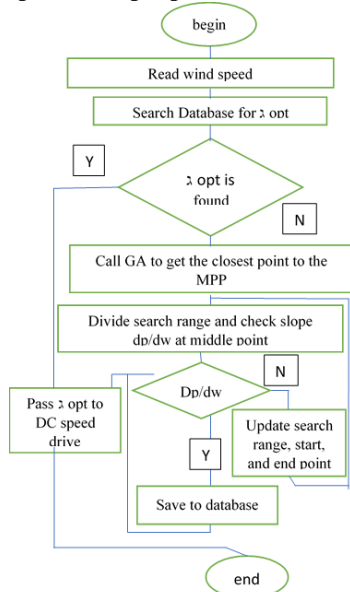 begin
Read wind speed
Search Database for λ opt
Y
λ opt is
found
N
Call GA to get the closest point to the
MPP
Divide search range and check slope
dp/dw at middle point
Dp/dw
N
Pass λ opt to
DC speed
drive
Update search
range, start,
and end point
Y
Save to database
end